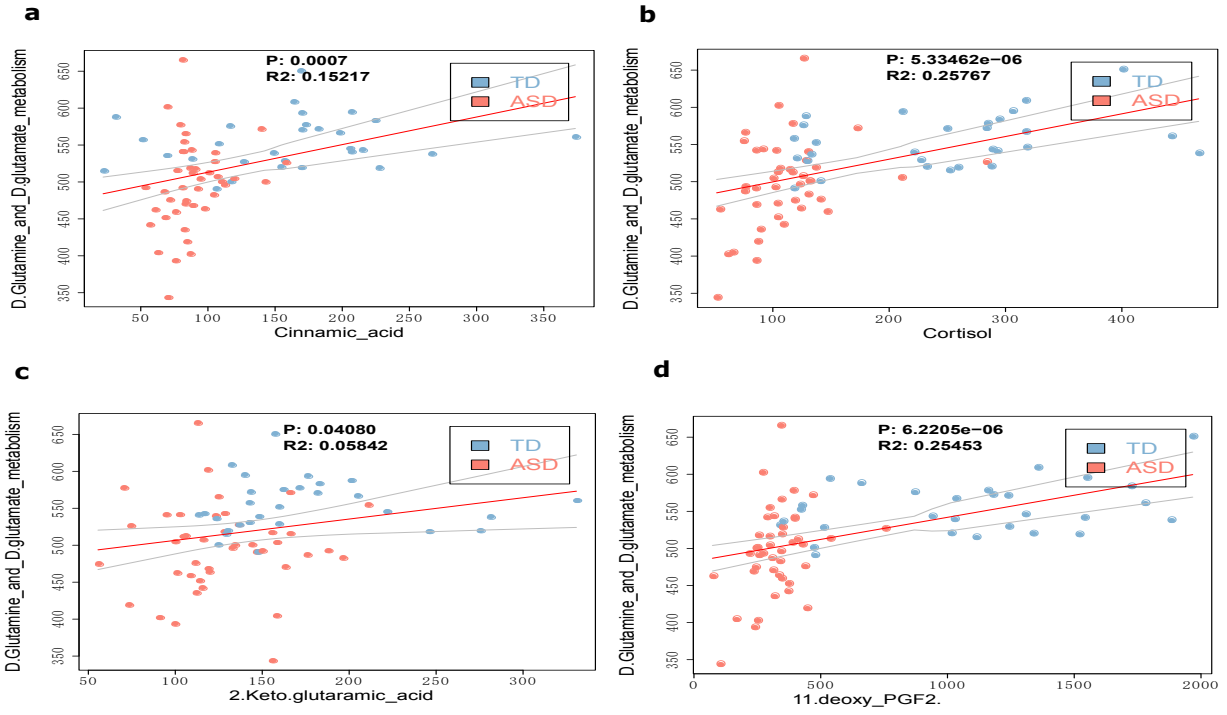 a
P: 0.0007
R2: 0.15217
TD
ASD
D.Glutamine_and_D.glutamate_metabolism
650
600
550
500
450
400
350
50 100 150 200 250 300 350
Cinnamic_acid
b
P: 5.33462e−06
R2: 0.25767
TD
ASD
D.Glutamine_and_D.glutamate_metabolism
650
600
550
500
450
400
350
100 200 300 400
Cortisol
c
P: 0.04080
R2: 0.05842
TD
ASD
D.Glutamine_and_D.glutamate_metabolism
650
600
550
500
450
400
350
50 100 150 200 250 300
2.Keto.glutaramic_acid
d
P: 6.2205e−06
R2: 0.25453
TD
ASD
D.Glutamine_and_D.glutamate_metabolism
650
600
550
500
450
400
350
0 500 1000 1500 2000
11.deoxy_PGF2.